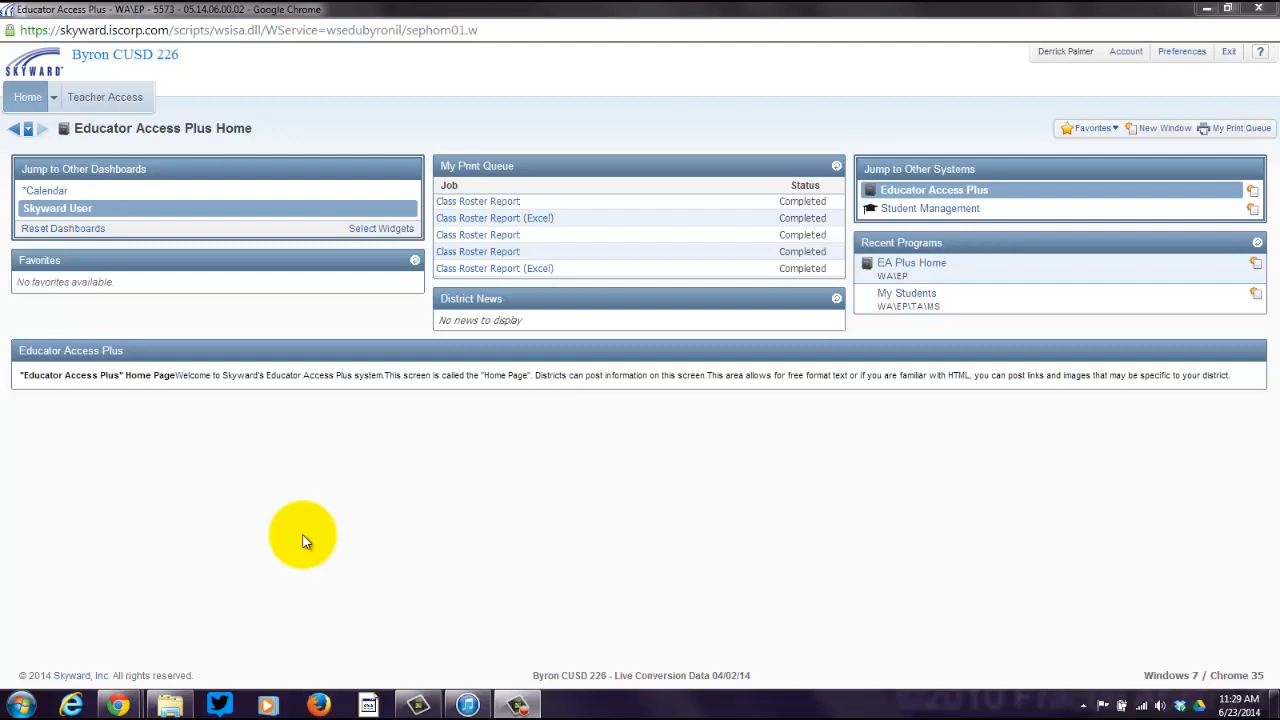 Educator Access Plus - WA\EP - 5573 - 05.14.06.00.02 - Google Chrome
https://skyward.iscorp.com/scripts/wsisa.dll/WService=wsedubyronil/sephom01.w
SKYWARD
Byron CUSD 226
Derrick Palmer Account Preferences Exit ?
Home Teacher Access
Educator Access Plus Home
Favorites New Window My Print Queue
Jump to Other Dashboards
*Calendar
Skyward User
Reset Dashboards Select Widgets
Favorites
No favorites available.
My Print Queue
Job Status
Class Roster Report Completed
Class Roster Report (Excel) Completed
Class Roster Report Completed
Class Roster Report Completed
Class Roster Report (Excel) Completed
District News
No news to display
Jump to Other Systems
Educator Access Plus
Student Management
Recent Programs
EA Plus Home
WA\EP
My Students
WA\EP\TA\MS
Educator Access Plus
"Educator Access Plus" Home PageWelcome to Skyward's Educator Access Plus system.This screen is called the "Home Page". Districts can post information on this screen.This area allows for free format text or if you are familiar with HTML, you can post links and images that may be specific to your district.
© 2014 Skyward, Inc. All rights reserved.
Byron CUSD 226 - Live Conversion Data 04/02/14
Windows 7 / Chrome 35
11:29 AM
6/23/2014